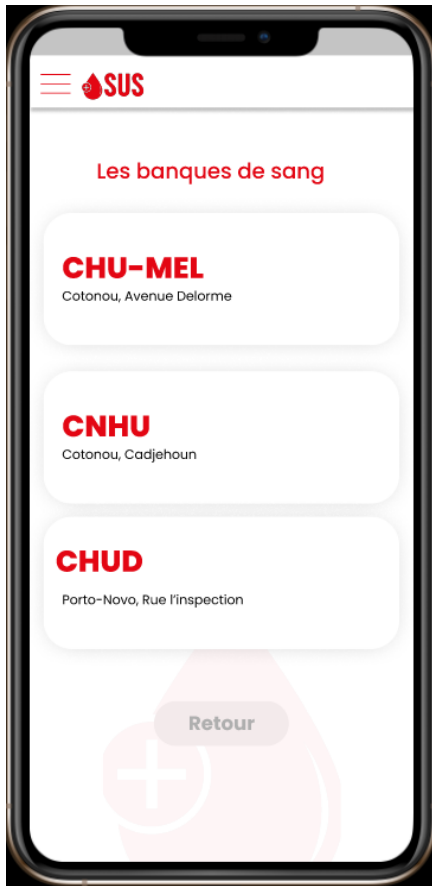 SUS
Les banques de sang
CHU-MEL
Cotonou, Avenue Delorme
CNHU
Cotonou, Cadjehoun
CHUD
Porto-Novo, Rue l'inspection
Retour